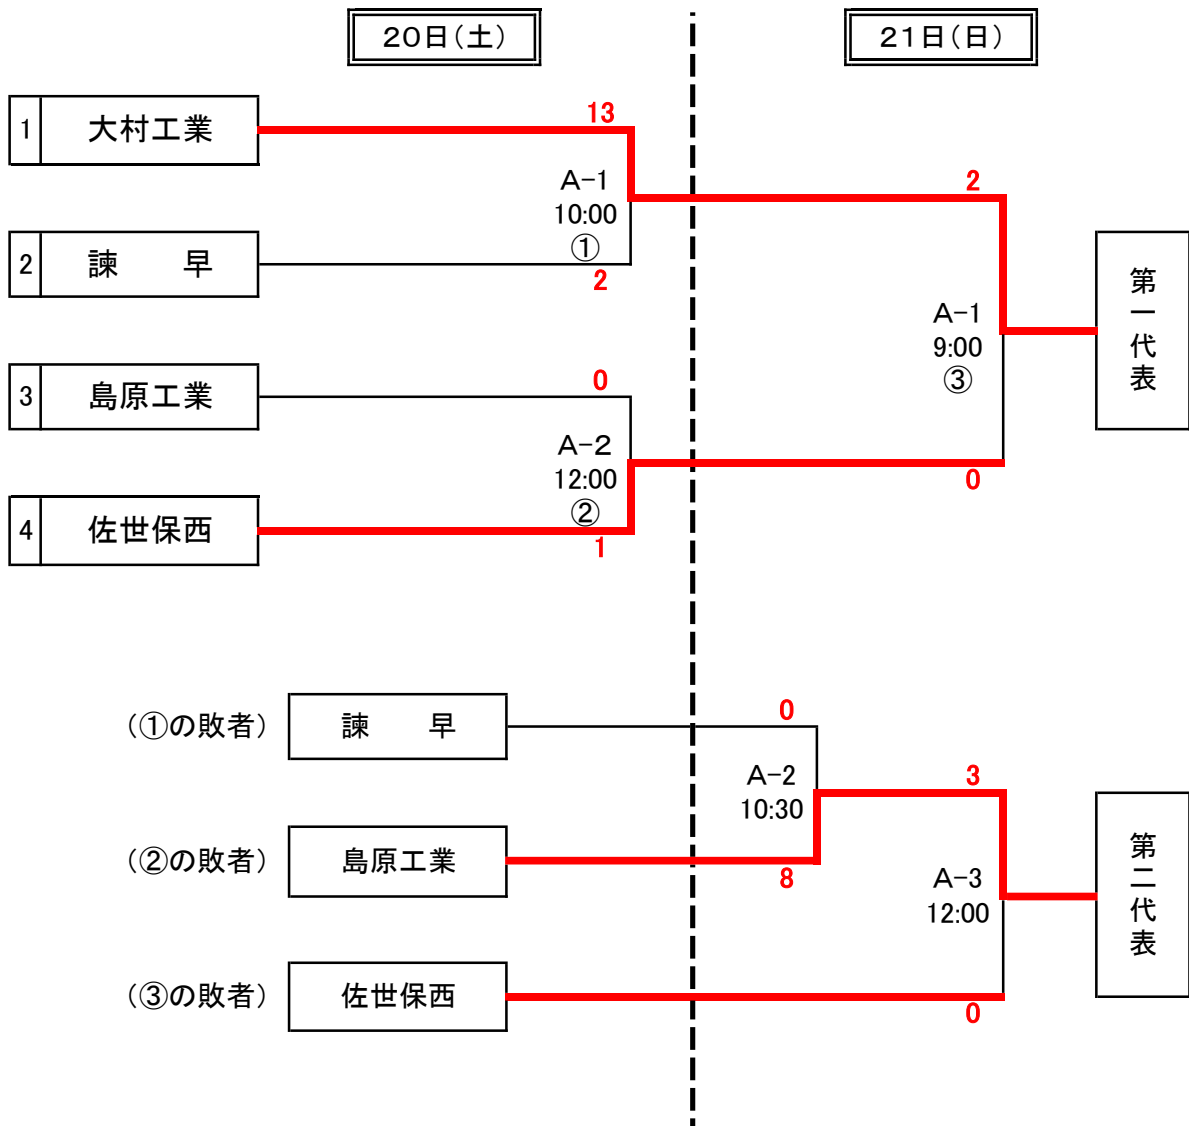 20日(土)
21日(日)
1 大村工業
13
A-1
10:00
①
2
2 諫 早
2
3 島原工業
0
A-2
12:00
②
4 佐世保西
1
A-1
9:00
③
0
第一代表
(①の敗者) 諫 早
0
A-2
10:30
(②の敗者) 島原工業
8
3
A-3
12:00
(③の敗者) 佐世保西
0
第二代表